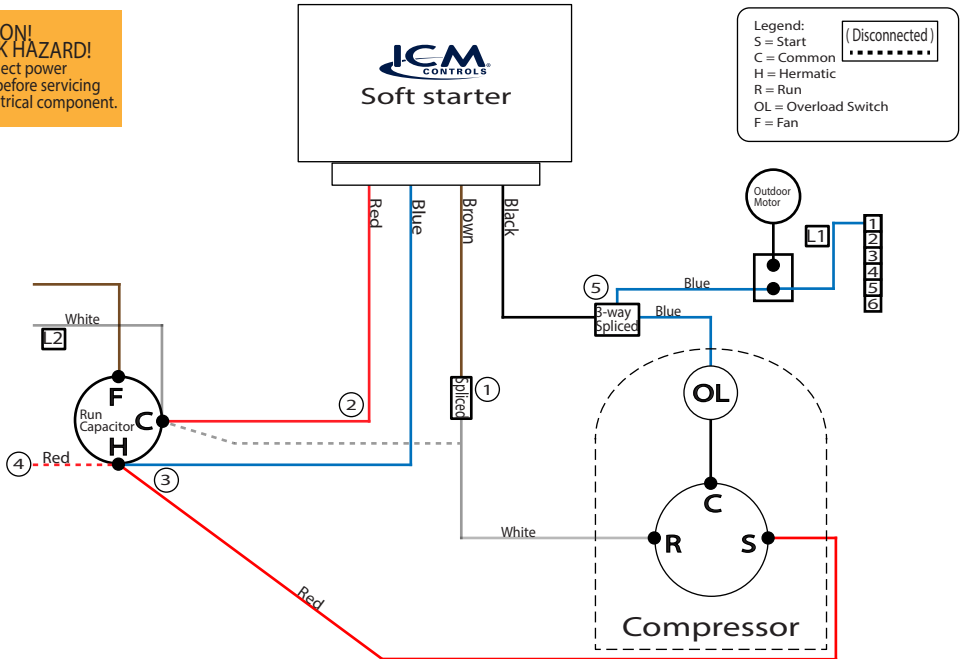 ON!
K HAZARD!
ect power
before servicing
trical component.
ICM
CONTROLS®
Soft starter
Legend:
S = Start
C = Common
H = Hermatic
R = Run
OL = Overload Switch
F = Fan
( Disconnected )
Red
Blue
Brown
Black
Outdoor
Motor
L1
1
2
3
4
5
6
5
Blue
3-way
Spliced
Blue
White
L2
Spliced
1
2
F
Run
Capacitor
C
H
4
Red
3
OL
C
White
R
S
Red
Compressor